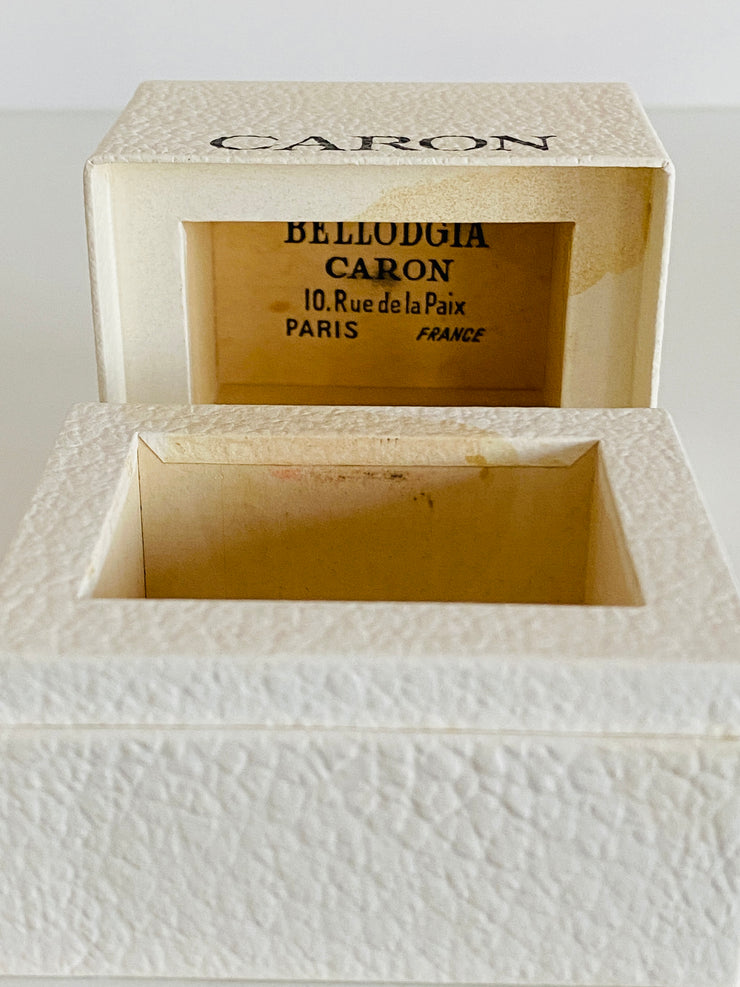 CARON
BELLODGIA
CARON
10.Rue de la Paix
PARIS FRANCE